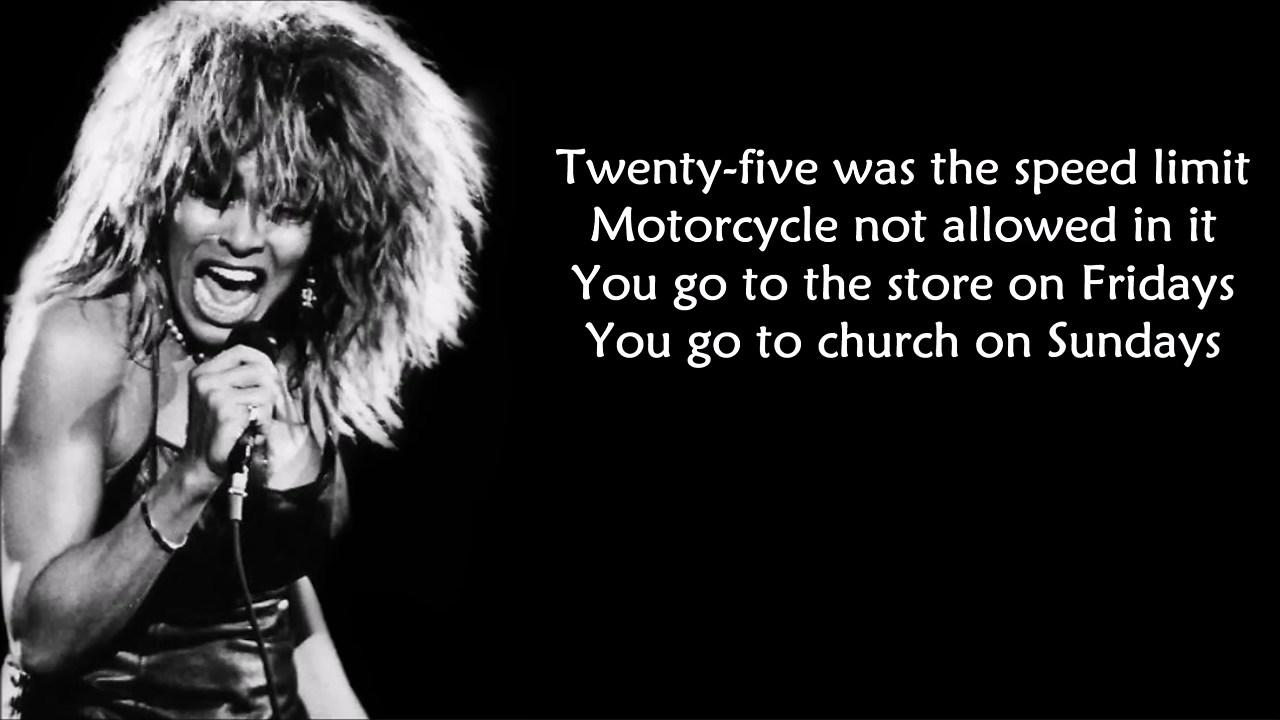 Twenty-five was the speed limit
Motorcycle not allowed in it
You go to the store on Fridays
You go to church on Sundays